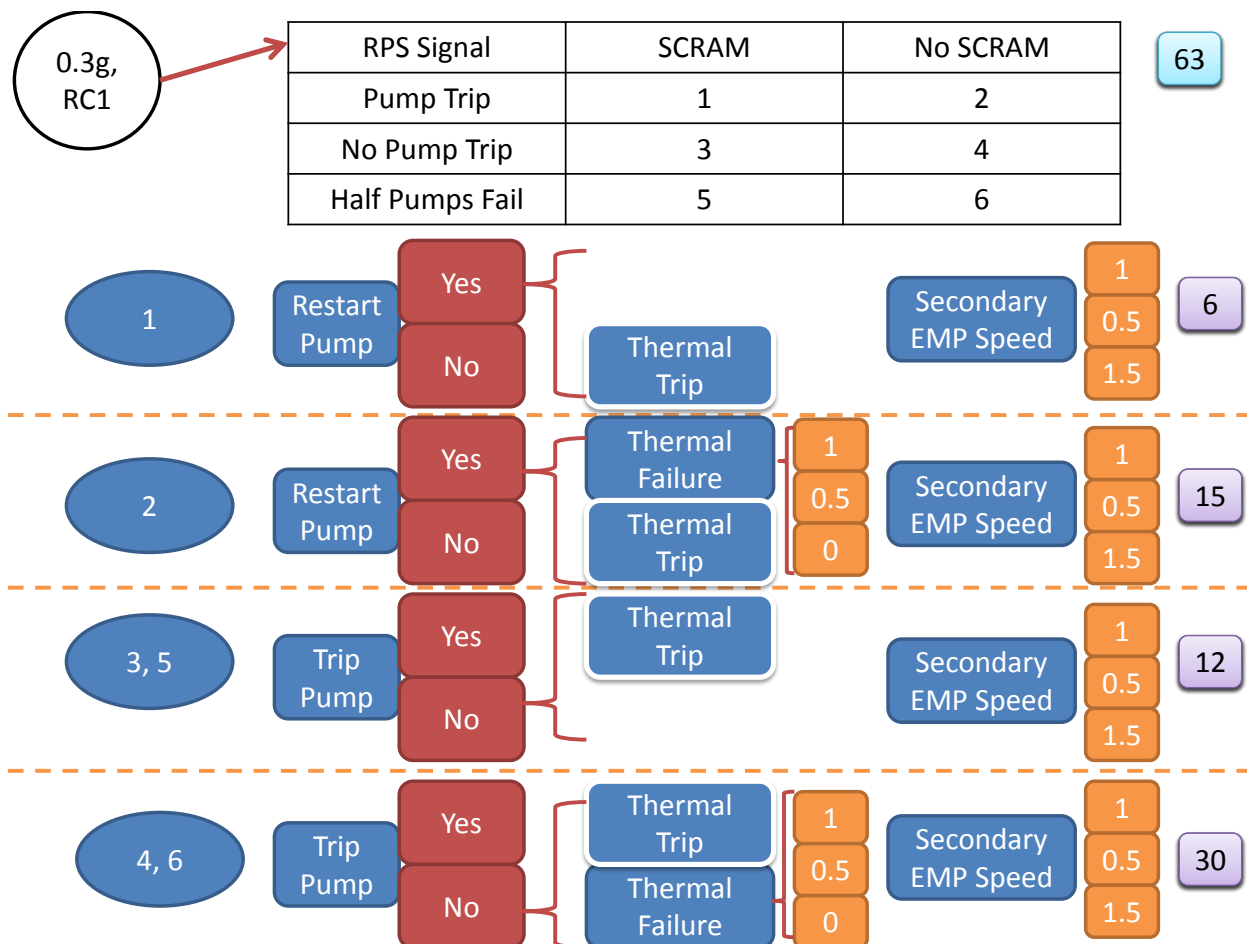 0.3g,
RC1
RPS Signal SCRAM No SCRAM
Pump Trip 1 2
No Pump Trip 3 4
Half Pumps Fail 5 6
63
1
Restart
Pump
Yes
No
Thermal
Trip
Secondary
EMP Speed
1
0.5
1.5
6
2
Restart
Pump
Yes
No
Thermal
Failure
Thermal
Trip
1
0.5
0
Secondary
EMP Speed
1
0.5
1.5
15
3, 5
Trip
Pump
Yes
No
Thermal
Trip
Secondary
EMP Speed
1
0.5
1.5
12
4, 6
Trip
Pump
Yes
No
Thermal
Trip
Thermal
Failure
1
0.5
0
Secondary
EMP Speed
1
0.5
1.5
30